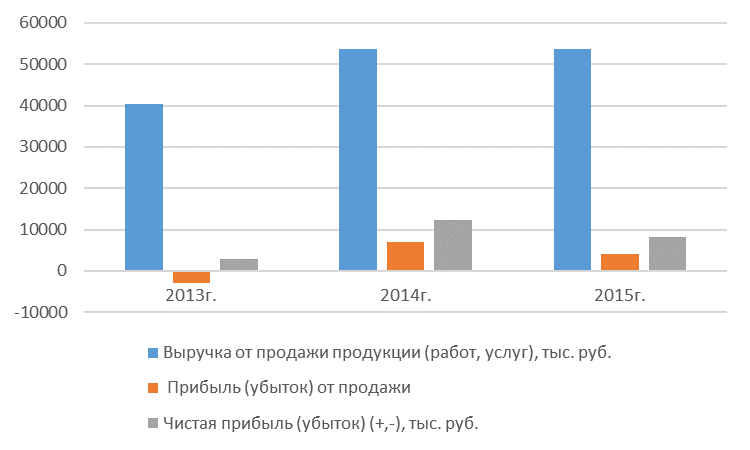 60000
50000
40000
30000
20000
10000
0
-10000
2013г. 2014г. 2015г.
Выручка от продажи продукции (работ, услуг), тыс. руб.
Прибыль (убыток) от продажи
Чистая прибыль (убыток) (+,-), тыс. руб.